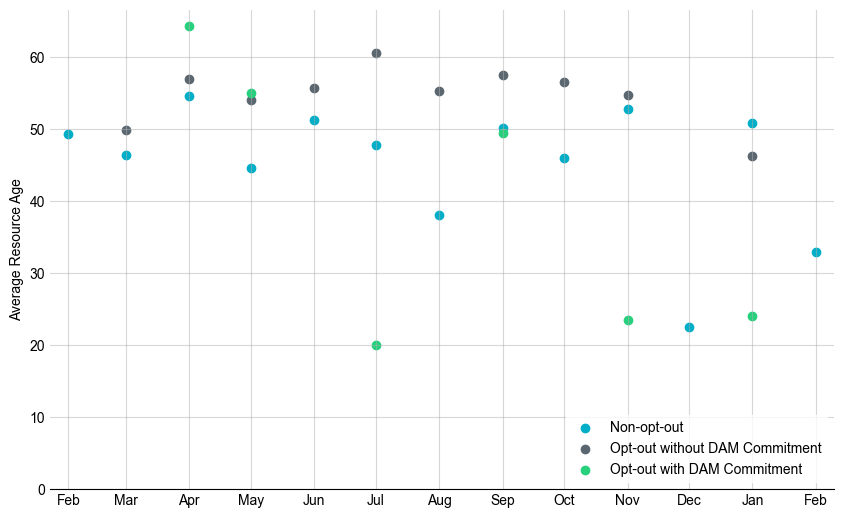 Average Resource Age
60
50
40
30
20
10
0
Non-opt-out
Opt-out without DAM Commitment
Opt-out with DAM Commitment
Feb Mar Apr May Jun Jul Aug Sep Oct Nov Dec Jan Feb